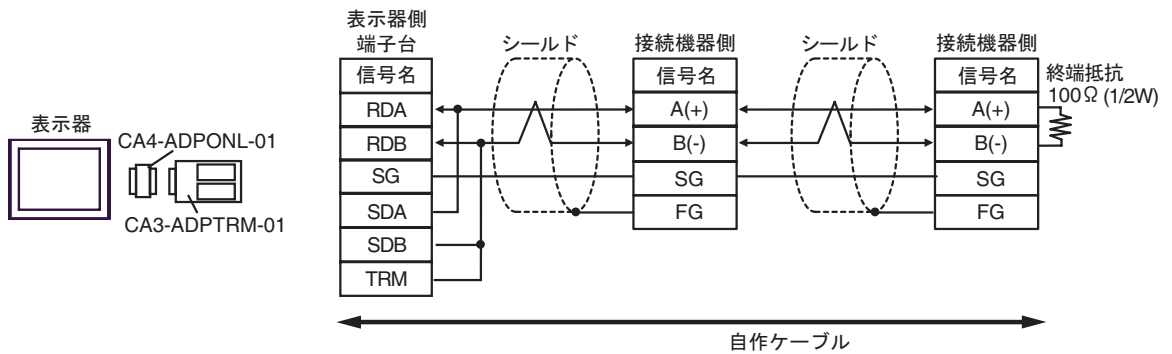 表示器
CA4-ADPONL-01
CA3-ADPTRM-01
表示器側
端子台
信号名
RDA
RDB
SG
SDA
SDB
TRM
シールド
接続機器側
信号名
A(+)
B(-)
SG
FG
シールド
接続機器側
信号名
A(+)
B(-)
SG
FG
終端抵抗
100Ω (1/2W)
自作ケーブル